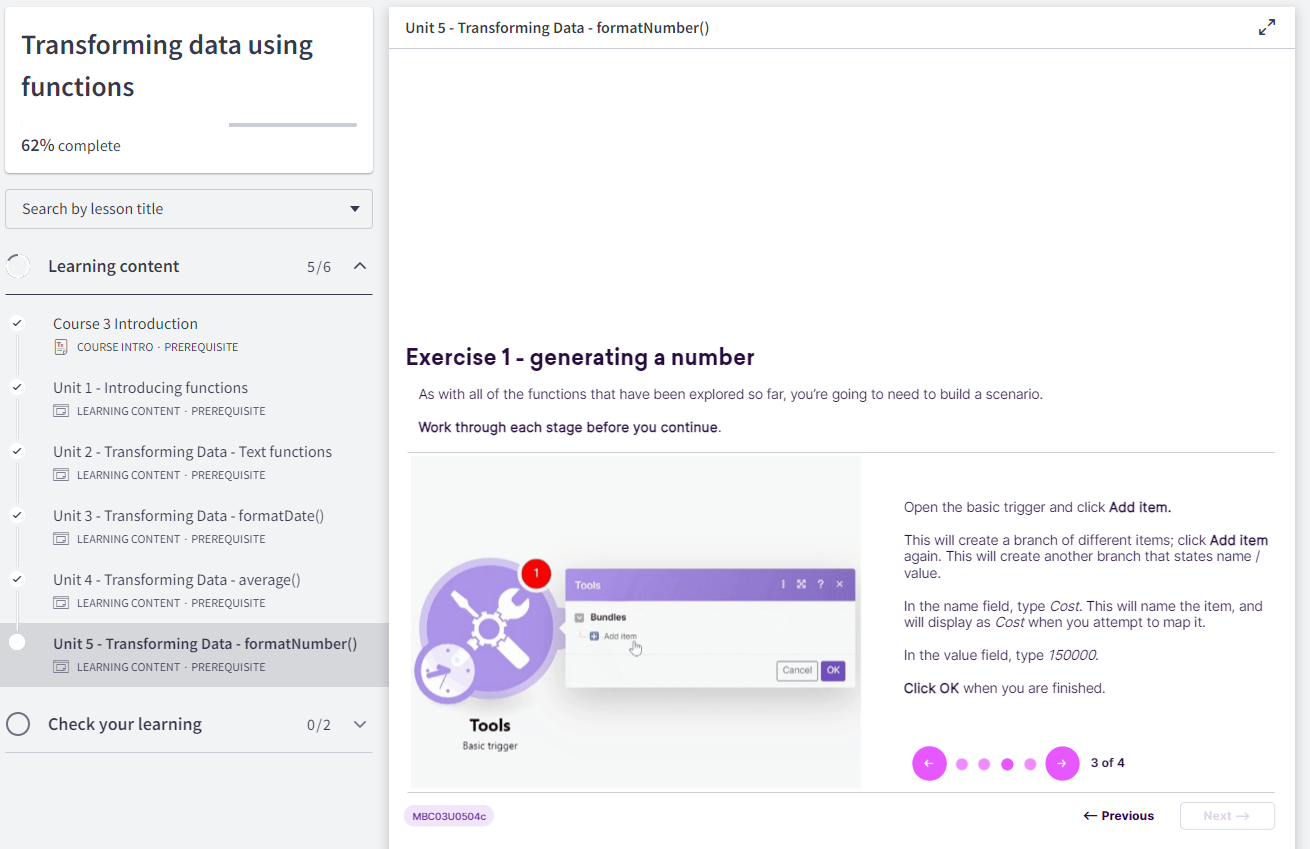 Transforming data using
functions
62% complete
Search by lesson title
Learning content 5/6
Course 3 Introduction
COURSE INTRO · PREREQUISITE
Unit 1 - Introducing functions
LEARNING CONTENT · PREREQUISITE
Unit 2 - Transforming Data - Text functions
LEARNING CONTENT · PREREQUISITE
Unit 3 - Transforming Data - formatDate()
LEARNING CONTENT · PREREQUISITE
Unit 4 - Transforming Data - average()
LEARNING CONTENT · PREREQUISITE
Unit 5 - Transforming Data - formatNumber()
LEARNING CONTENT · PREREQUISITE
Check your learning 0/2
Unit 5 - Transforming Data - formatNumber()
Exercise 1 - generating a number
As with all of the functions that have been explored so far, you're going to need to build a scenario.
Work through each stage before you continue.
1
Tools
?
Bundles
Add item
Cancel OK
Tools
Basic trigger
Open the basic trigger and click Add item.
This will create a branch of different items; click Add item
again. This will create another branch that states name /
value.
In the name field, type Cost. This will name the item, and
will display as Cost when you attempt to map it.
In the value field, type 150000.
Click OK when you are finished.
3 of 4
MBC03U0504c
← Previous
Next →